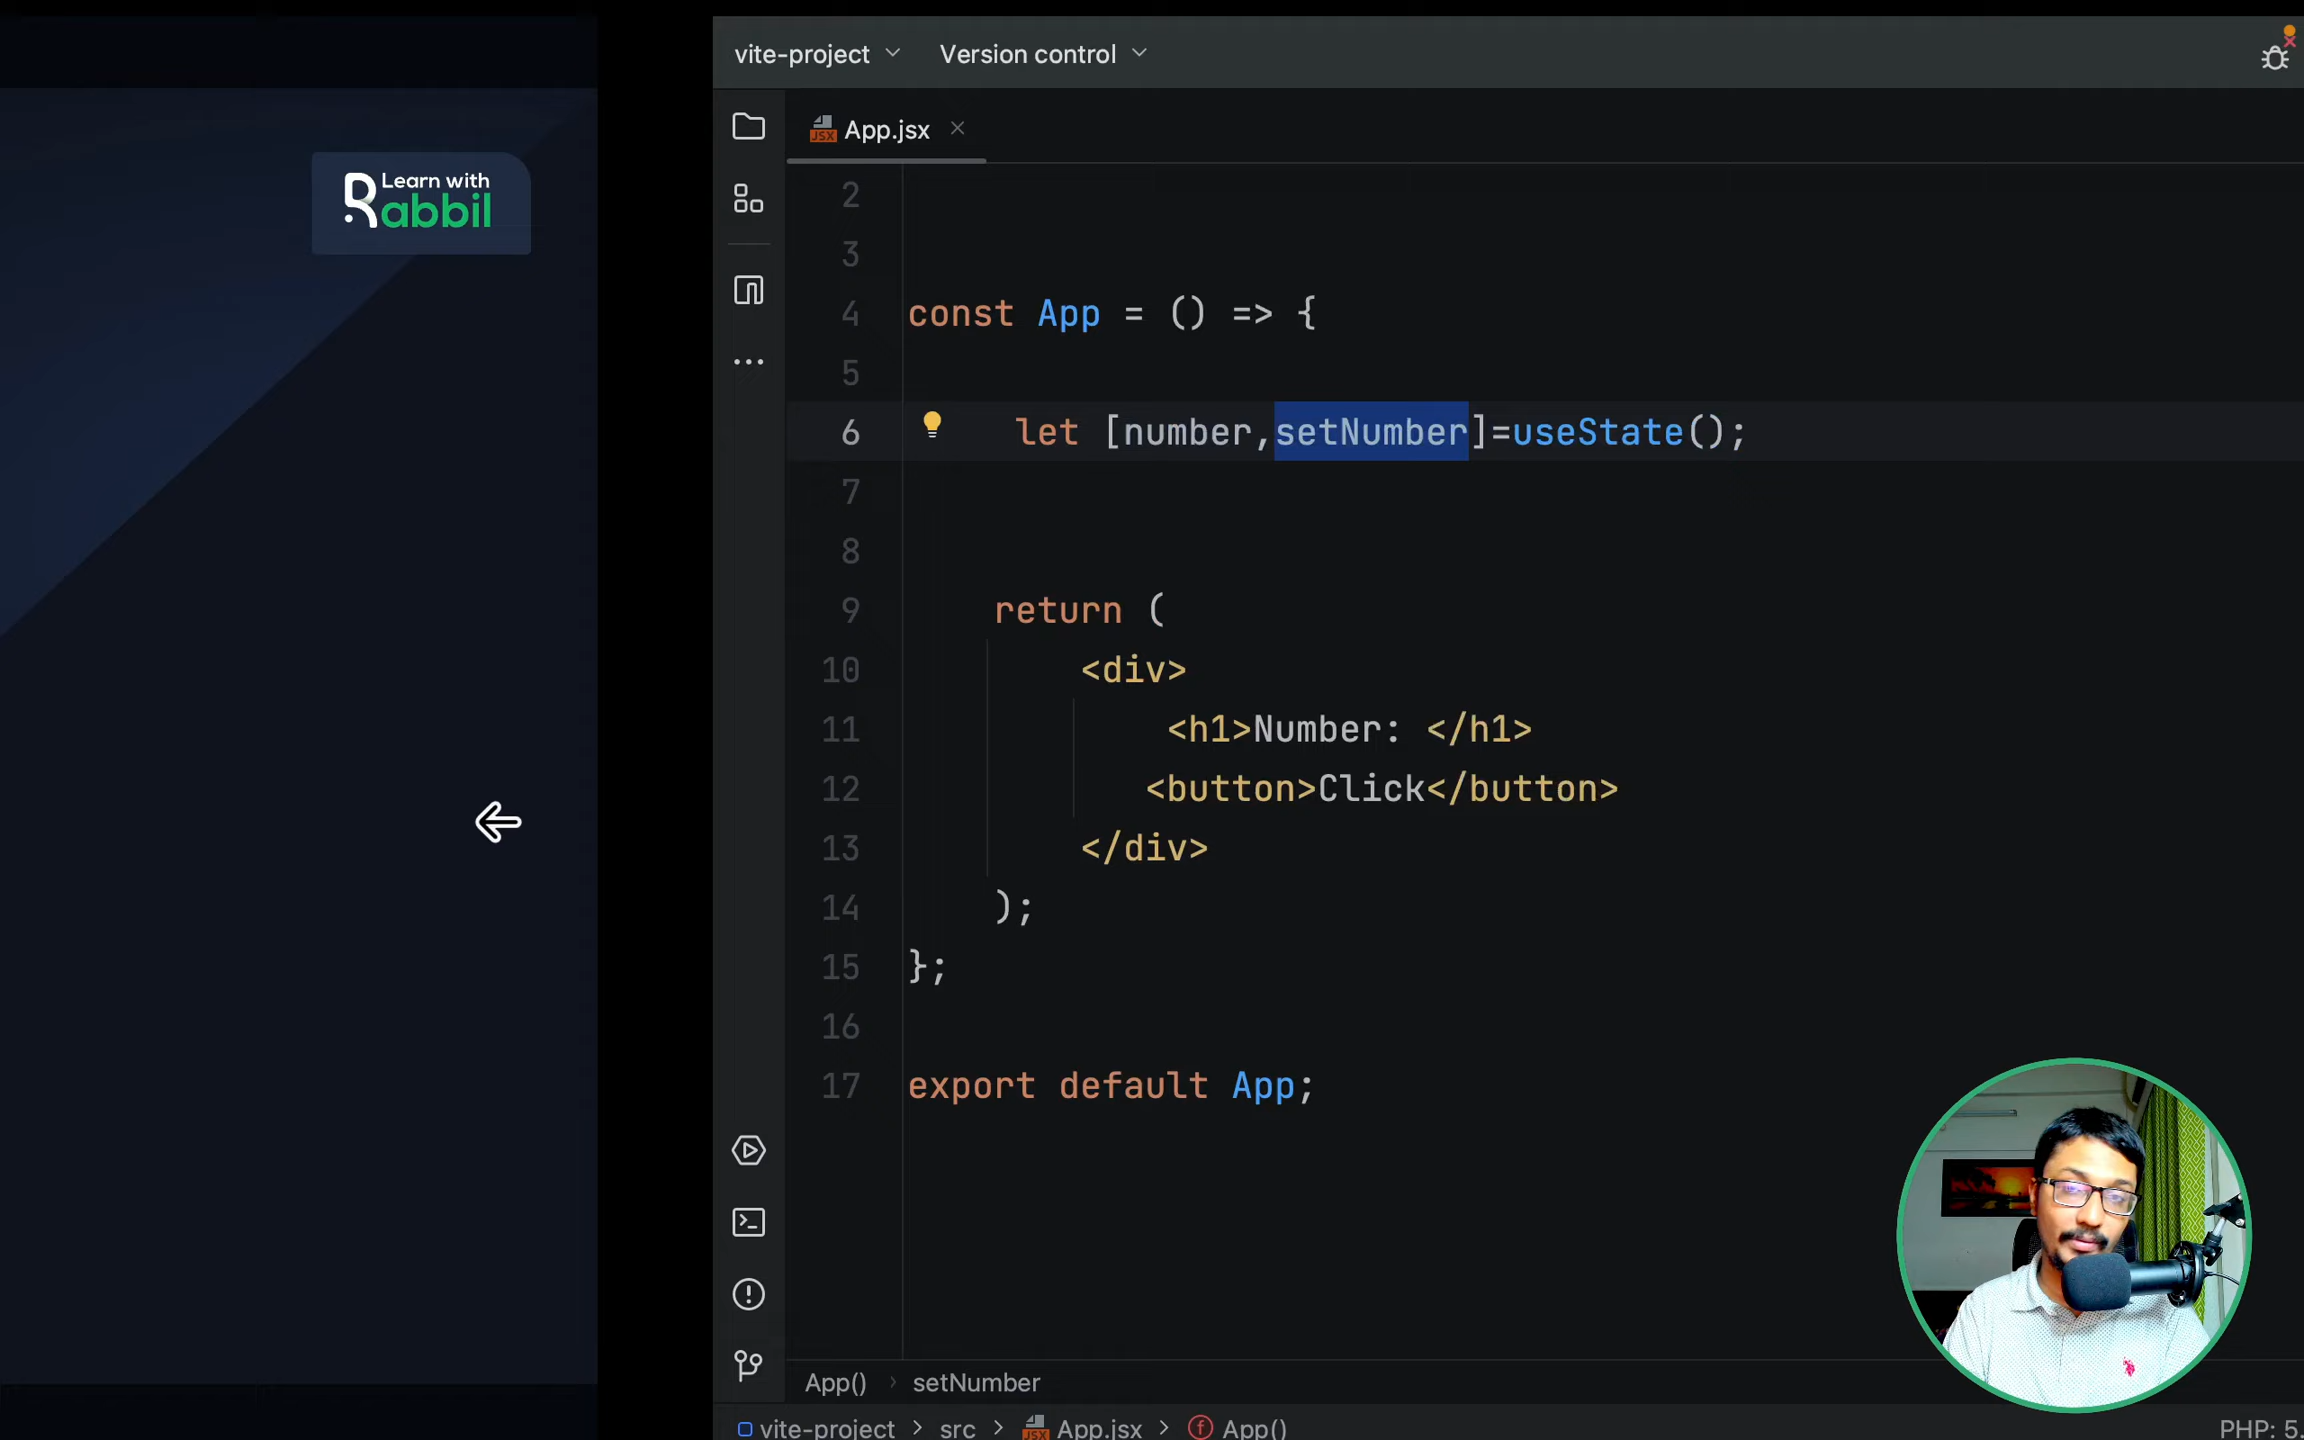 Learn with
Rabbil
vite-project
Version control
App.jsx
2
3
4 const App = () => {
5
6 let [number,setNumber]=useState();
7
8
9 return (
10 <div>
11 <h1>Number: </h1>
12 <button>Click</button>
13 </div>
14 );
15 };
16
17 export default App;
App() › setNumber
vite-project > src > App.jsx > App()
PHP: 5.